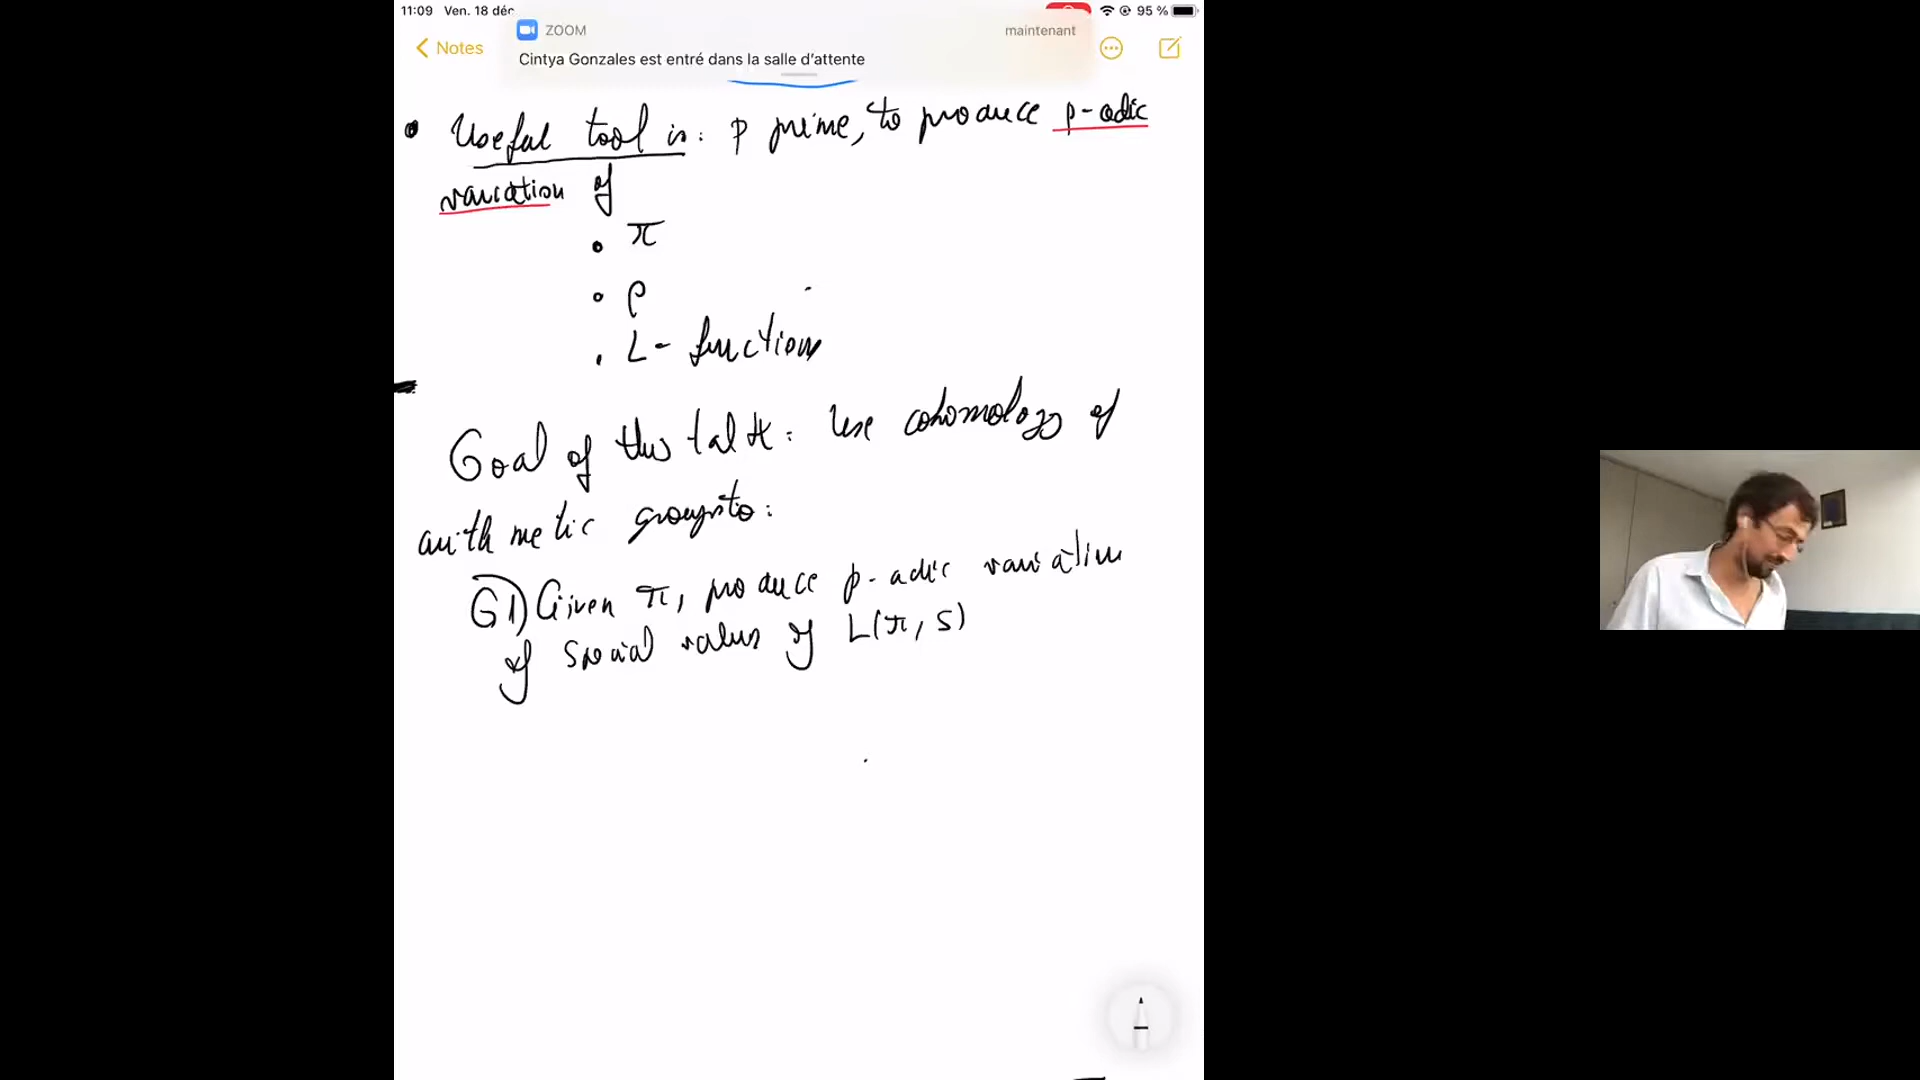 11:09 Ven. 18 déc
95 %
ZOOM
maintenant
Notes
Cintya Gonzales est entré dans la salle d'attente
• Useful tool is: p prime, to produce p-adic
variation of
• π
• ρ
• L-function
Goal of this talk: Use cohomology of
arithmetic groups to:
G1) Given π, produce p-adic variation
of special values of L(π, s)